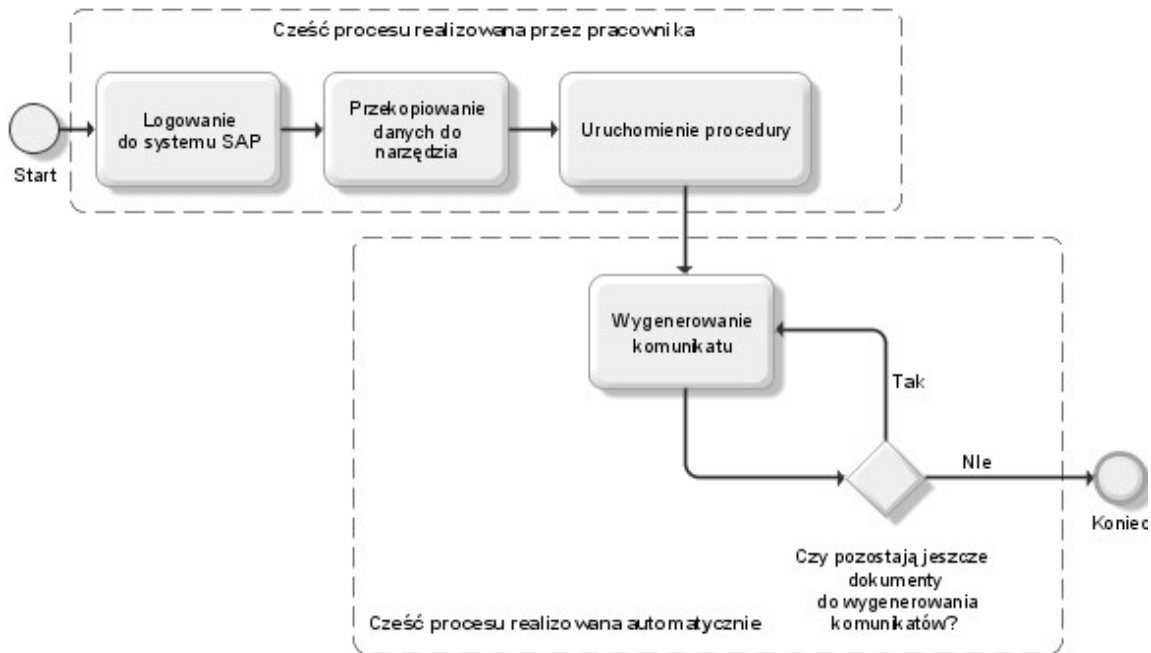 Cześć procesu realizowana przez pracownika
Start
Logowanie
do systemu SAP
Przekopiowanie
danych do
narzędzia
Uruchomienie procedury
Wygenerowanie
komunikatu
Tak
NIe
Koniec
Czy pozostają jeszcze
dokumenty
do wygenerowania
komunikatów?
Cześć procesu realizowana automatycznie